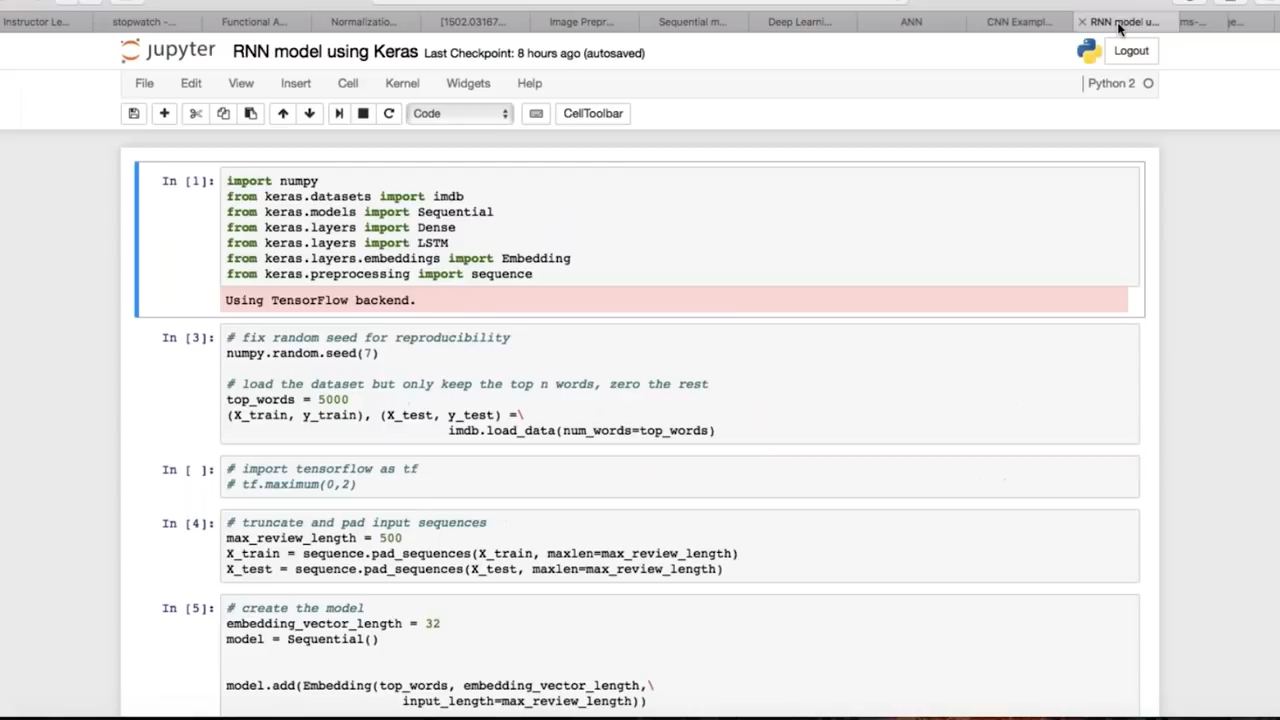 Instructor Le... stopwatch -... Functional A... Normalizatio... [1502.03167... Image Prepr... Sequential m... Deep Learni... ANN CNN Exampl... RNN model u... ms-... je...
jupyter RNN model using Keras Last Checkpoint: 8 hours ago (autosaved) Logout
File Edit View Insert Cell Kernel Widgets Help Python 2
Code CellToolbar
In [1]: import numpy
from keras.datasets import imdb
from keras.models import Sequential
from keras.layers import Dense
from keras.layers import LSTM
from keras.layers.embeddings import Embedding
from keras.preprocessing import sequence
Using TensorFlow backend.
In [3]: # fix random seed for reproducibility
numpy.random.seed(7)
# load the dataset but only keep the top n words, zero the rest
top_words = 5000
(X_train, y_train), (X_test, y_test) =\
imdb.load_data(num_words=top_words)
In [ ]: # import tensorflow as tf
# tf.maximum(0,2)
In [4]: # truncate and pad input sequences
max_review_length = 500
X_train = sequence.pad_sequences(X_train, maxlen=max_review_length)
X_test = sequence.pad_sequences(X_test, maxlen=max_review_length)
In [5]: # create the model
embedding_vector_length = 32
model = Sequential()
model.add(Embedding(top_words, embedding_vector_length,\
input_length=max_review_length))